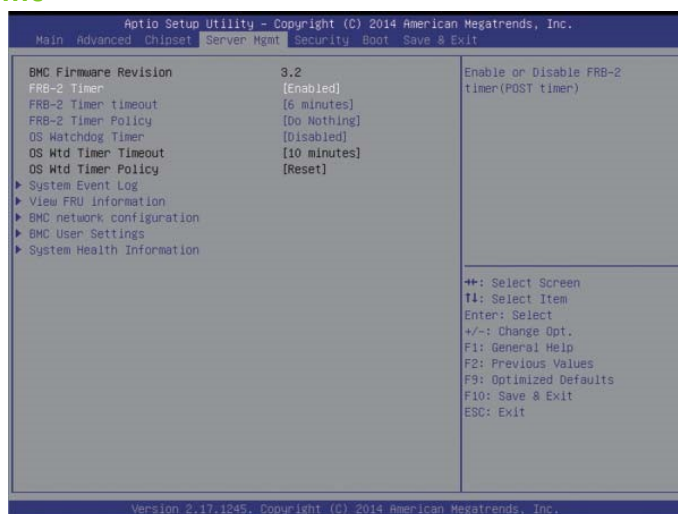 Aptio Setup Utility – Copyright (C) 2014 American Megatrends, Inc.
Main Advanced Chipset Server Mgmt Security Boot Save & Exit
BMC Firmware Revision 3.2
FRB-2 Timer [Enabled]
FRB-2 Timer timeout [6 minutes]
FRB-2 Timer Policy [Do Nothing]
OS Watchdog Timer [Disabled]
OS Wtd Timer Timeout [10 minutes]
OS Wtd Timer Policy [Reset]
System Event Log
View FRU information
BMC network configuration
BMC User Settings
System Health Information
Enable or Disable FRB-2
timer(POST timer)
→←: Select Screen
↑↓: Select Item
Enter: Select
+/-: Change Opt.
F1: General Help
F2: Previous Values
F9: Optimized Defaults
F10: Save & Exit
ESC: Exit
Version 2.17.1245. Copyright (C) 2014 American Megatrends, Inc.